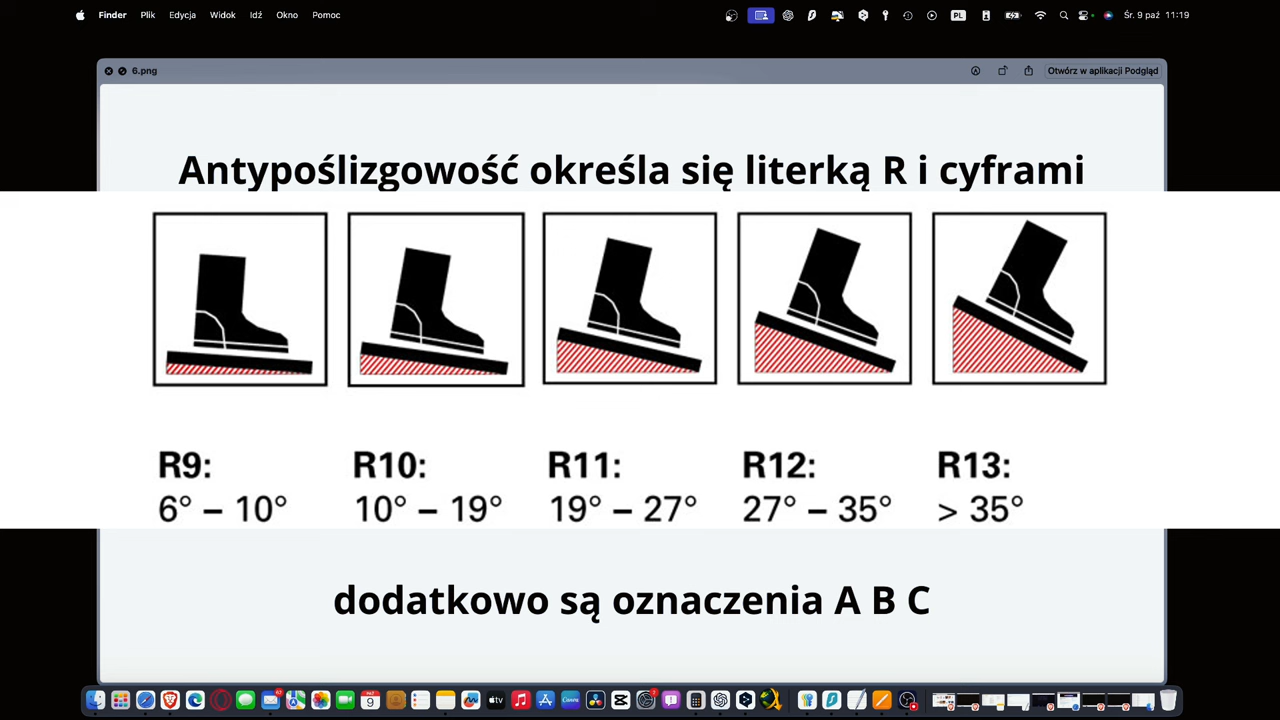 Finder Plik Edycja Widok Idź Okno Pomoc PL Śr. 9 paź 11:19
6.png Otwórz w aplikacji Podgląd
Antypoślizgowość określa się literką R i cyframi
R9: R10: R11: R12: R13:
6° – 10° 10° – 19° 19° – 27° 27° – 35° > 35°
dodatkowo są oznaczenia A B C